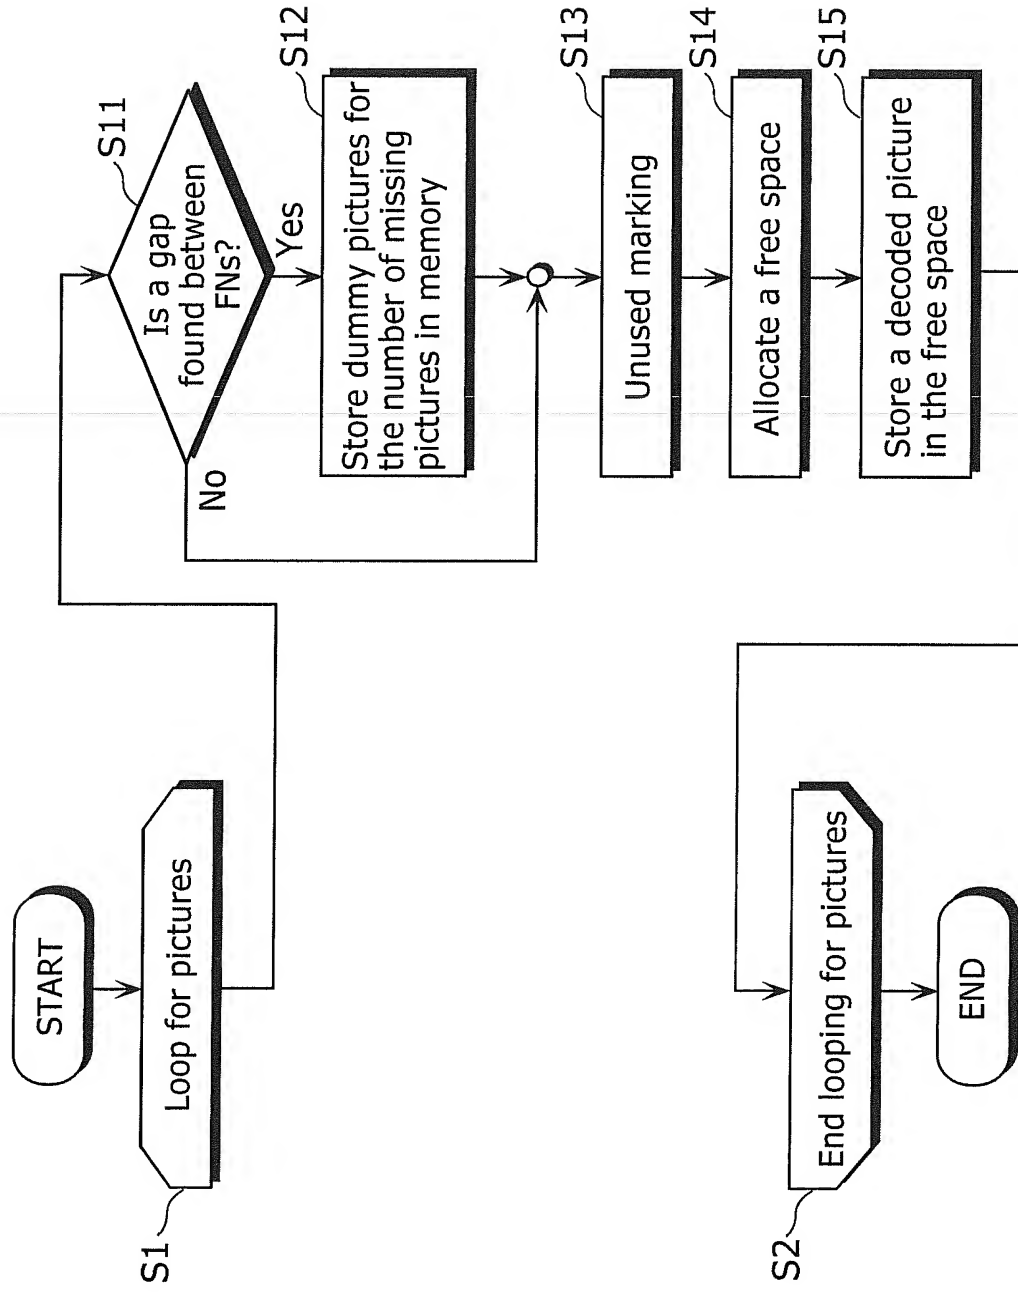 START
S1
Loop for pictures
S11
Is a gap
found between
FNs?
No
Yes
S12
Store dummy pictures for
the number of missing
pictures in memory
S13
Unused marking
S14
Allocate a free space
S15
Store a decoded picture
in the free space
S2
End looping for pictures
END